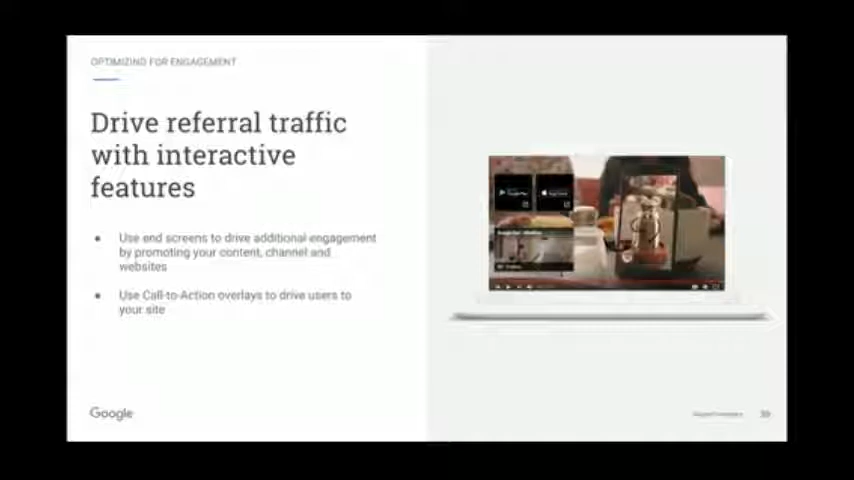 OPTIMIZING FOR ENGAGEMENT
Drive referral traffic
with interactive
features
● Use end screens to drive additional engagement
by promoting your content, channel and
websites
● Use Call-to-Action overlays to drive users to
your site
Google